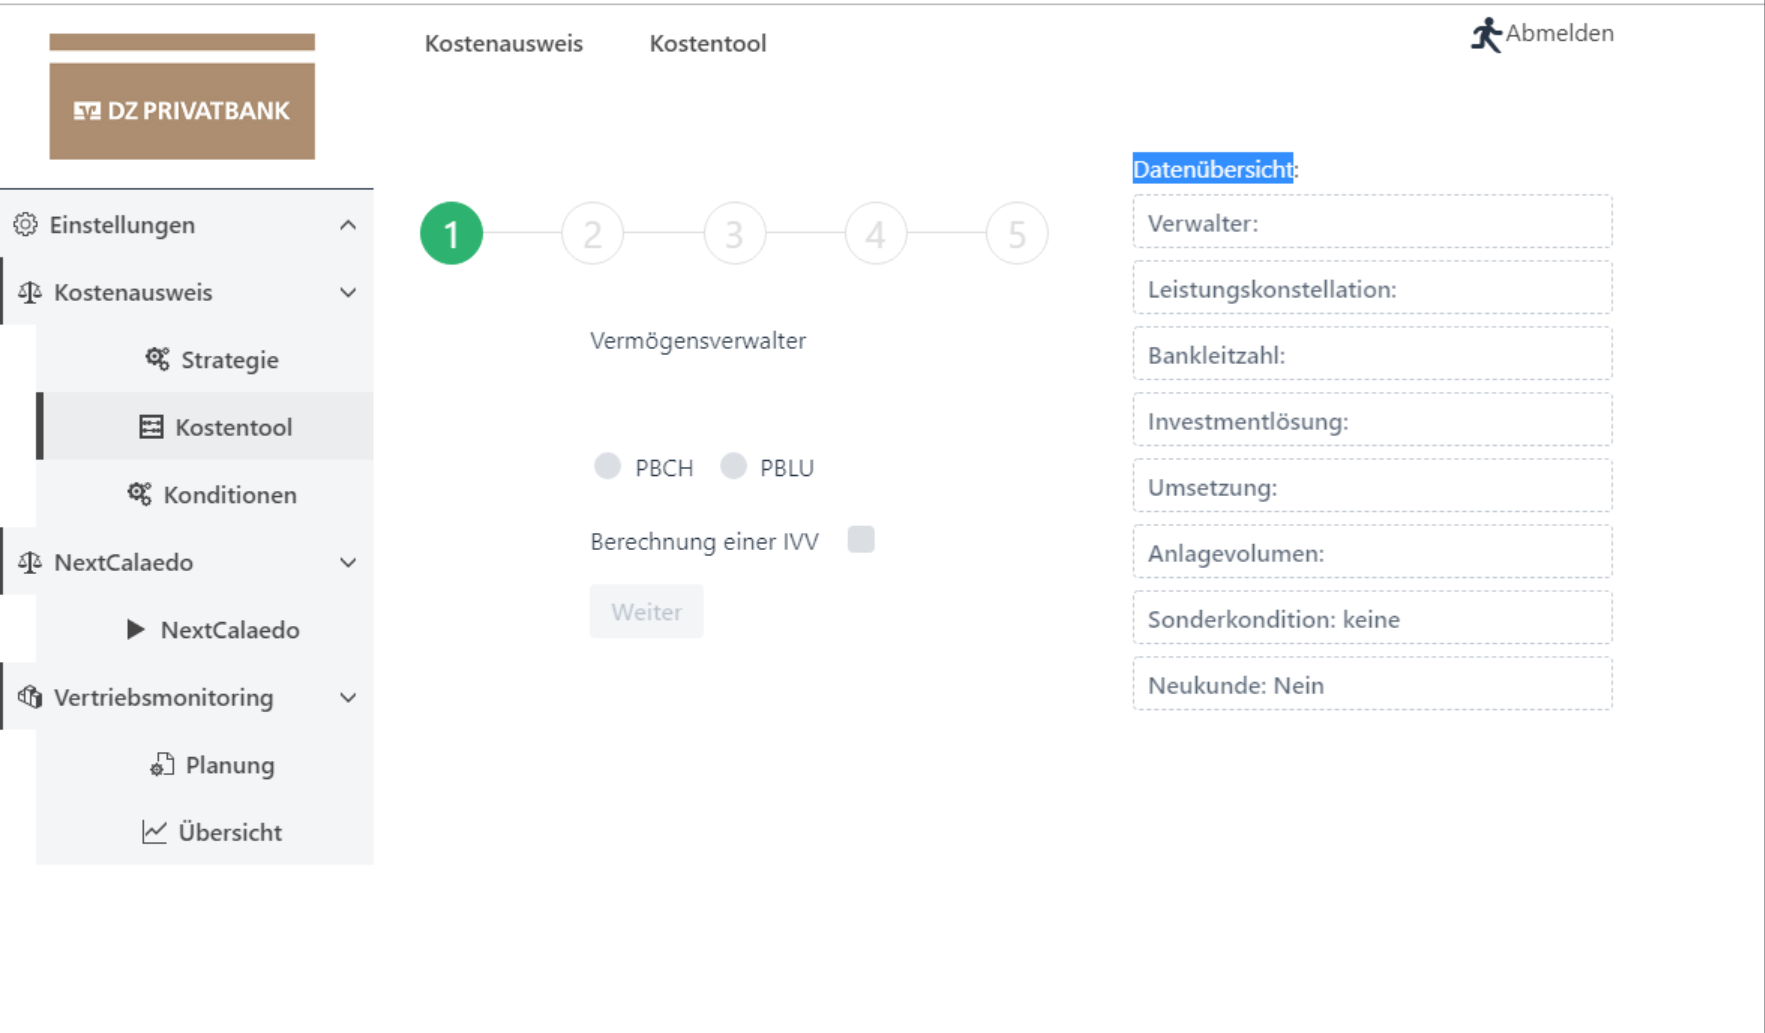 Kostenausweis Kostentool
Abmelden
DZ PRIVATBANK
Einstellungen
Kostenausweis
Strategie
Kostentool
Konditionen
NextCalaedo
NextCalaedo
Vertriebsmonitoring
Planung
Übersicht
1 2 3 4 5
Vermögensverwalter
PBCH PBLU
Berechnung einer IVV
Weiter
Datenübersicht:
Verwalter:
Leistungskonstellation:
Bankleitzahl:
Investmentlösung:
Umsetzung:
Anlagevolumen:
Sonderkondition: keine
Neukunde: Nein